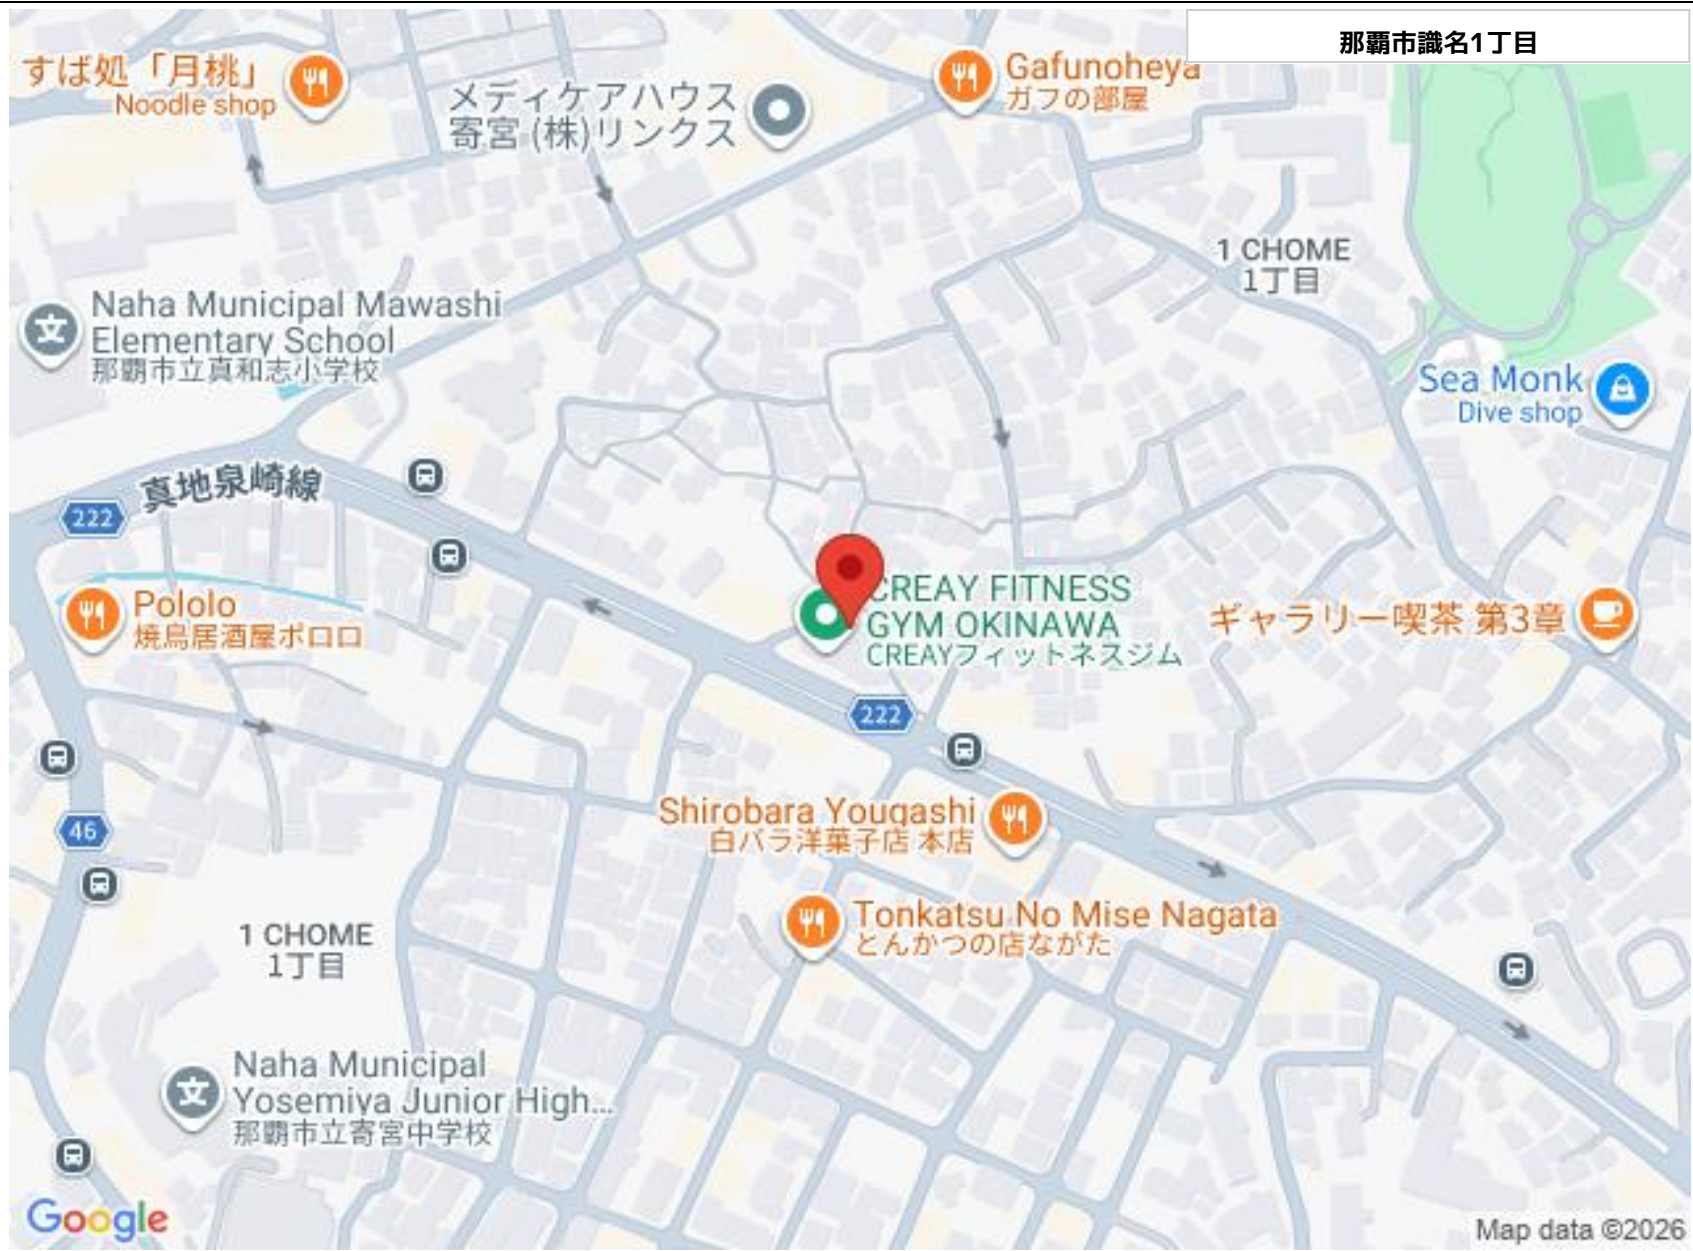 那覇市識名1丁目
すば処「月桃」
Noodle shop
メディケアハウス
寄宮 (株)リンクス
Gafunoheya
ガフの部屋
1 CHOME
1丁目
Naha Municipal Mawashi
Elementary School
那覇市立真和志小学校
Sea Monk
Dive shop
真地泉崎線
222
Pololo
焼鳥居酒屋ポロロ
CREAY FITNESS
GYM OKINAWA
CREAYフィットネスジム
ギャラリー喫茶 第3章
222
46
Shirobara Yougashi
白バラ洋菓子店 本店
Tonkatsu No Mise Nagata
とんかつの店ながた
1 CHOME
1丁目
Naha Municipal
Yosemiya Junior High...
那覇市立寄宮中学校
Google
Map data ©2026